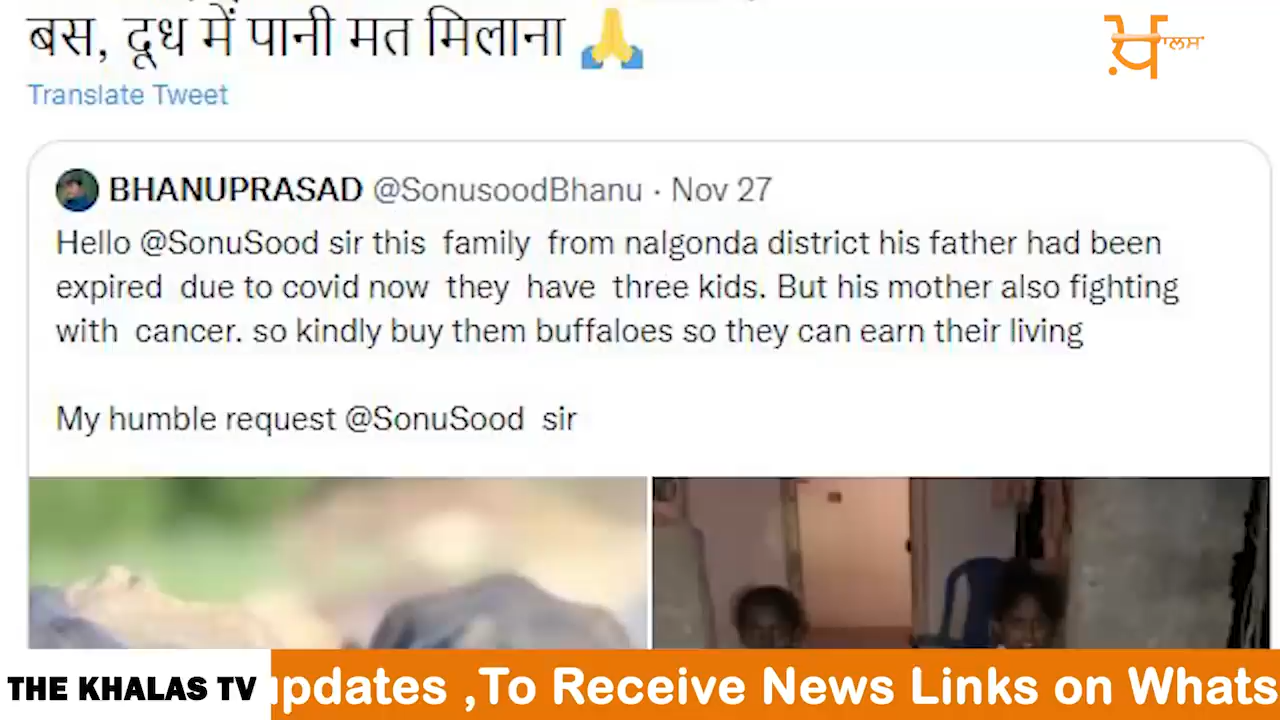 बस, दूध में पानी मत मिलाना 🙏
ਖ਼ਾਲਸ
Translate Tweet
BHANUPRASAD @SonusoodBhanu · Nov 27
Hello @SonuSood sir this family from nalgonda district his father had been
expired due to covid now they have three kids. But his mother also fighting
with cancer. so kindly buy them buffaloes so they can earn their living
My humble request @SonuSood sir
THE KHALAS TV updates ,To Receive News Links on Whats